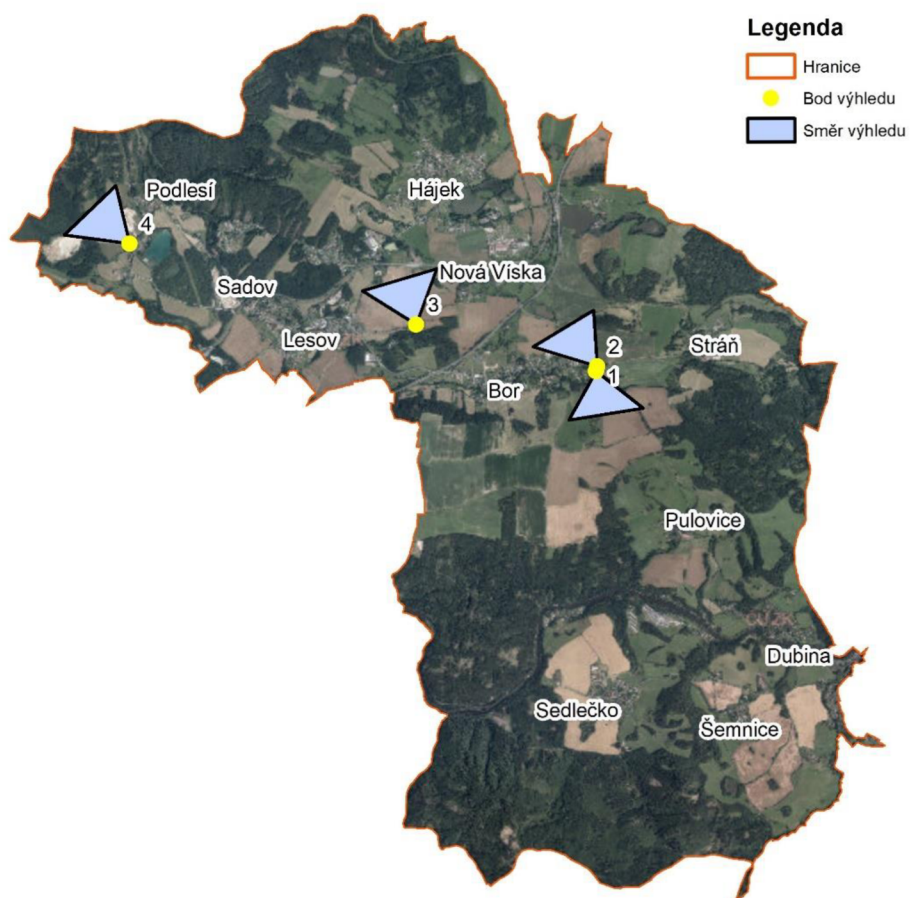 Legenda
Hranice
Bod výhledu
Směr výhledu
Podlesí
Hájek
4
Nová Víska
Sadov
3
Lesov
2
Stráň
1
Bor
Pulovice
ČÚZK
Dubina
Sedlečko
Šemnice